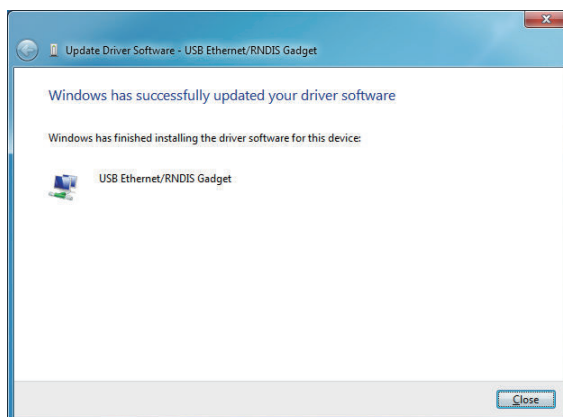 Update Driver Software - USB Ethernet/RNDIS Gadget
Windows has successfully updated your driver software
Windows has finished installing the driver software for this device:
USB Ethernet/RNDIS Gadget
Close